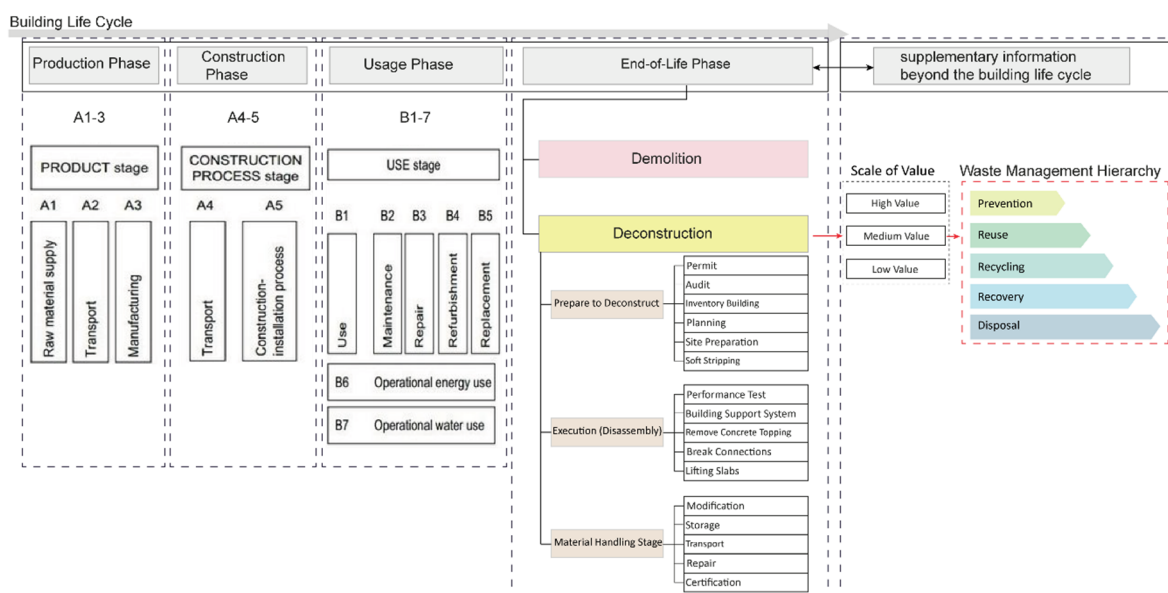 Building Life Cycle
Production Phase
Construction
Phase
Usage Phase
End-of-Life Phase
supplementary information
beyond the building life cycle
A1-3
A4-5
B1-7
PRODUCT stage
CONSTRUCTION
PROCESS stage
USE stage
A1
A2
A3
A4
A5
B1
B2
B3
B4
B5
Raw material supply
Transport
Manufacturing
Transport
Construction-
installation process
Use
Maintenance
Repair
Refurbishment
Replacement
B6 Operational energy use
B7 Operational water use
Demolition
Deconstruction
Prepare to Deconstruct
Permit
Audit
Inventory Building
Planning
Site Preparation
Soft Stripping
Execution (Disassembly)
Performance Test
Building Support System
Remove Concrete Topping
Break Connections
Lifting Slabs
Material Handling Stage
Modification
Storage
Transport
Repair
Certification
Scale of Value
High Value
Medium Value
Low Value
Waste Management Hierarchy
Prevention
Reuse
Recycling
Recovery
Disposal